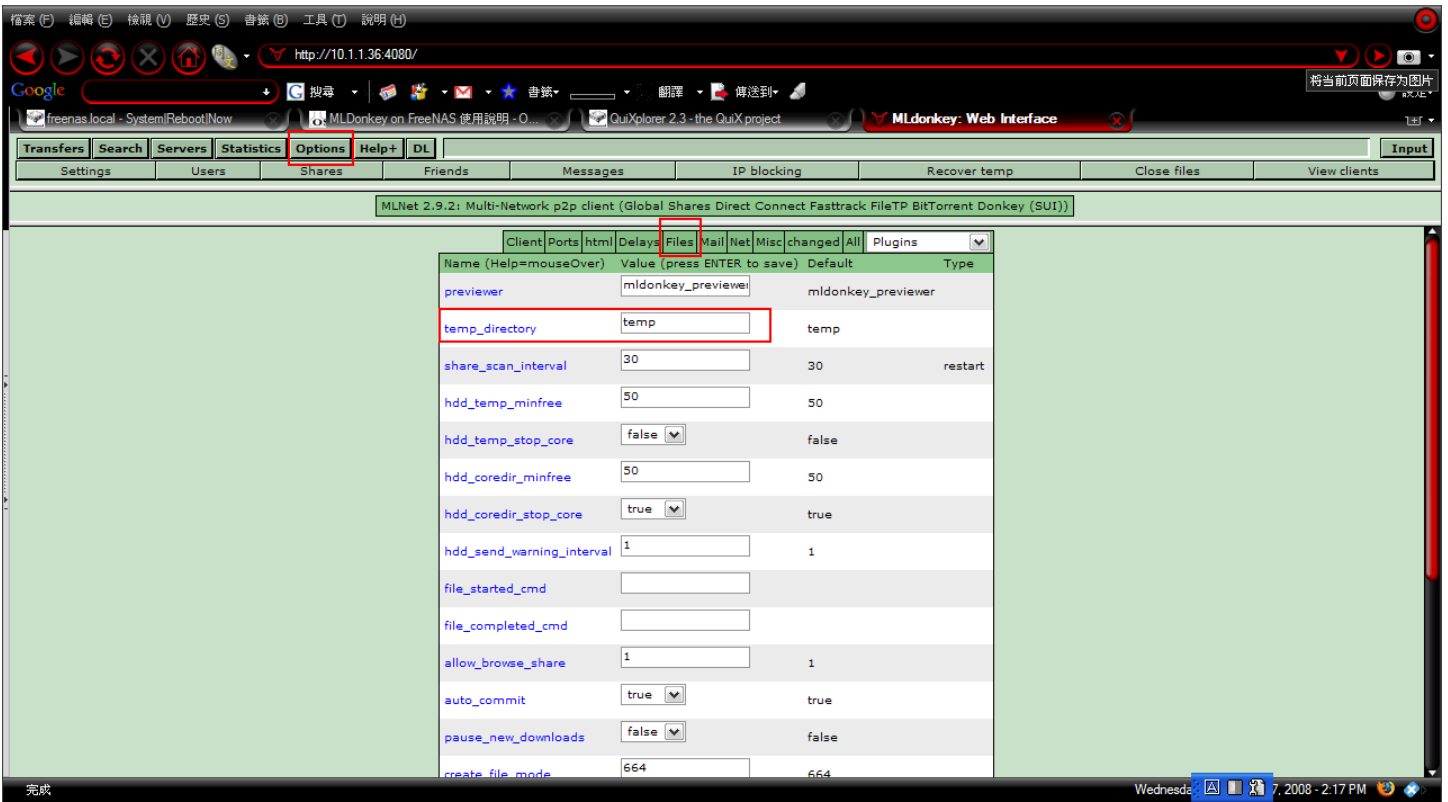 檔案(F) 編輯(E) 檢視(V) 歷史(S) 書籤(B) 工具(T) 說明(H)
http://10.1.1.36:4080/
Google 搜尋 書籤 翻譯 傳送到
将当前页面保存为图片
freenas.local - System|Reboot|Now MLDonkey on FreeNAS 使用說明 - O... QuiXplorer 2.3 - the QuiX project MLdonkey: Web Interface
Transfers Search Servers Statistics Options Help+ DL Input
Settings Users Shares Friends Messages IP blocking Recover temp Close files View clients
MLNet 2.9.2: Multi-Network p2p client (Global Shares Direct Connect Fasttrack FileTP BitTorrent Donkey (SUI))
Client Ports html Delays Files Mail Net Misc changed All Plugins
Name (Help=mouseOver) Value (press ENTER to save) Default Type
previewer mldonkey_previewer mldonkey_previewer
temp_directory temp temp
share_scan_interval 30 30 restart
hdd_temp_minfree 50 50
hdd_temp_stop_core false false
hdd_coredir_minfree 50 50
hdd_coredir_stop_core true true
hdd_send_warning_interval 1 1
file_started_cmd
file_completed_cmd
allow_browse_share 1 1
auto_commit true true
pause_new_downloads false false
create_file_mode 664 664
完成 Wednesda 7, 2008 - 2:17 PM